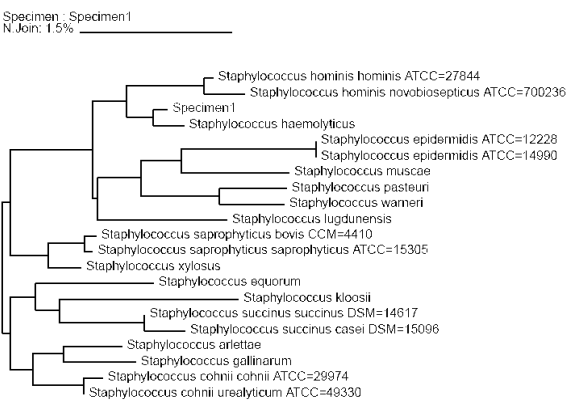 Specimen : Specimen1
N.Join: 1.5%
Staphylococcus hominis hominis ATCC=27844
Staphylococcus hominis novobiosepticus ATCC=700236
Specimen1
Staphylococcus haemolyticus
Staphylococcus epidermidis ATCC=12228
Staphylococcus epidermidis ATCC=14990
Staphylococcus muscae
Staphylococcus pasteuri
Staphylococcus warneri
Staphylococcus lugdunensis
Staphylococcus saprophyticus bovis CCM=4410
Staphylococcus saprophyticus saprophyticus ATCC=15305
Staphylococcus xylosus
Staphylococcus equorum
Staphylococcus kloosii
Staphylococcus succinus succinus DSM=14617
Staphylococcus succinus casei DSM=15096
Staphylococcus arlettae
Staphylococcus gallinarum
Staphylococcus cohnii cohnii ATCC=29974
Staphylococcus cohnii urealyticum ATCC=49330